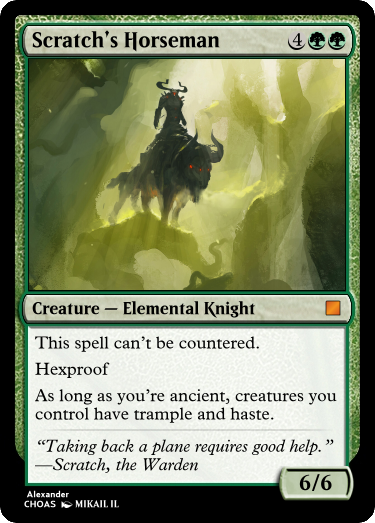 Scratch's Horseman 4
Creature — Elemental Knight
This spell can't be countered.
Hexproof
As long as you're ancient, creatures you
control have trample and haste.
"Taking back a plane requires good help."
—Scratch, the Warden
6/6
Alexander
CHOAS MIKAIL IL